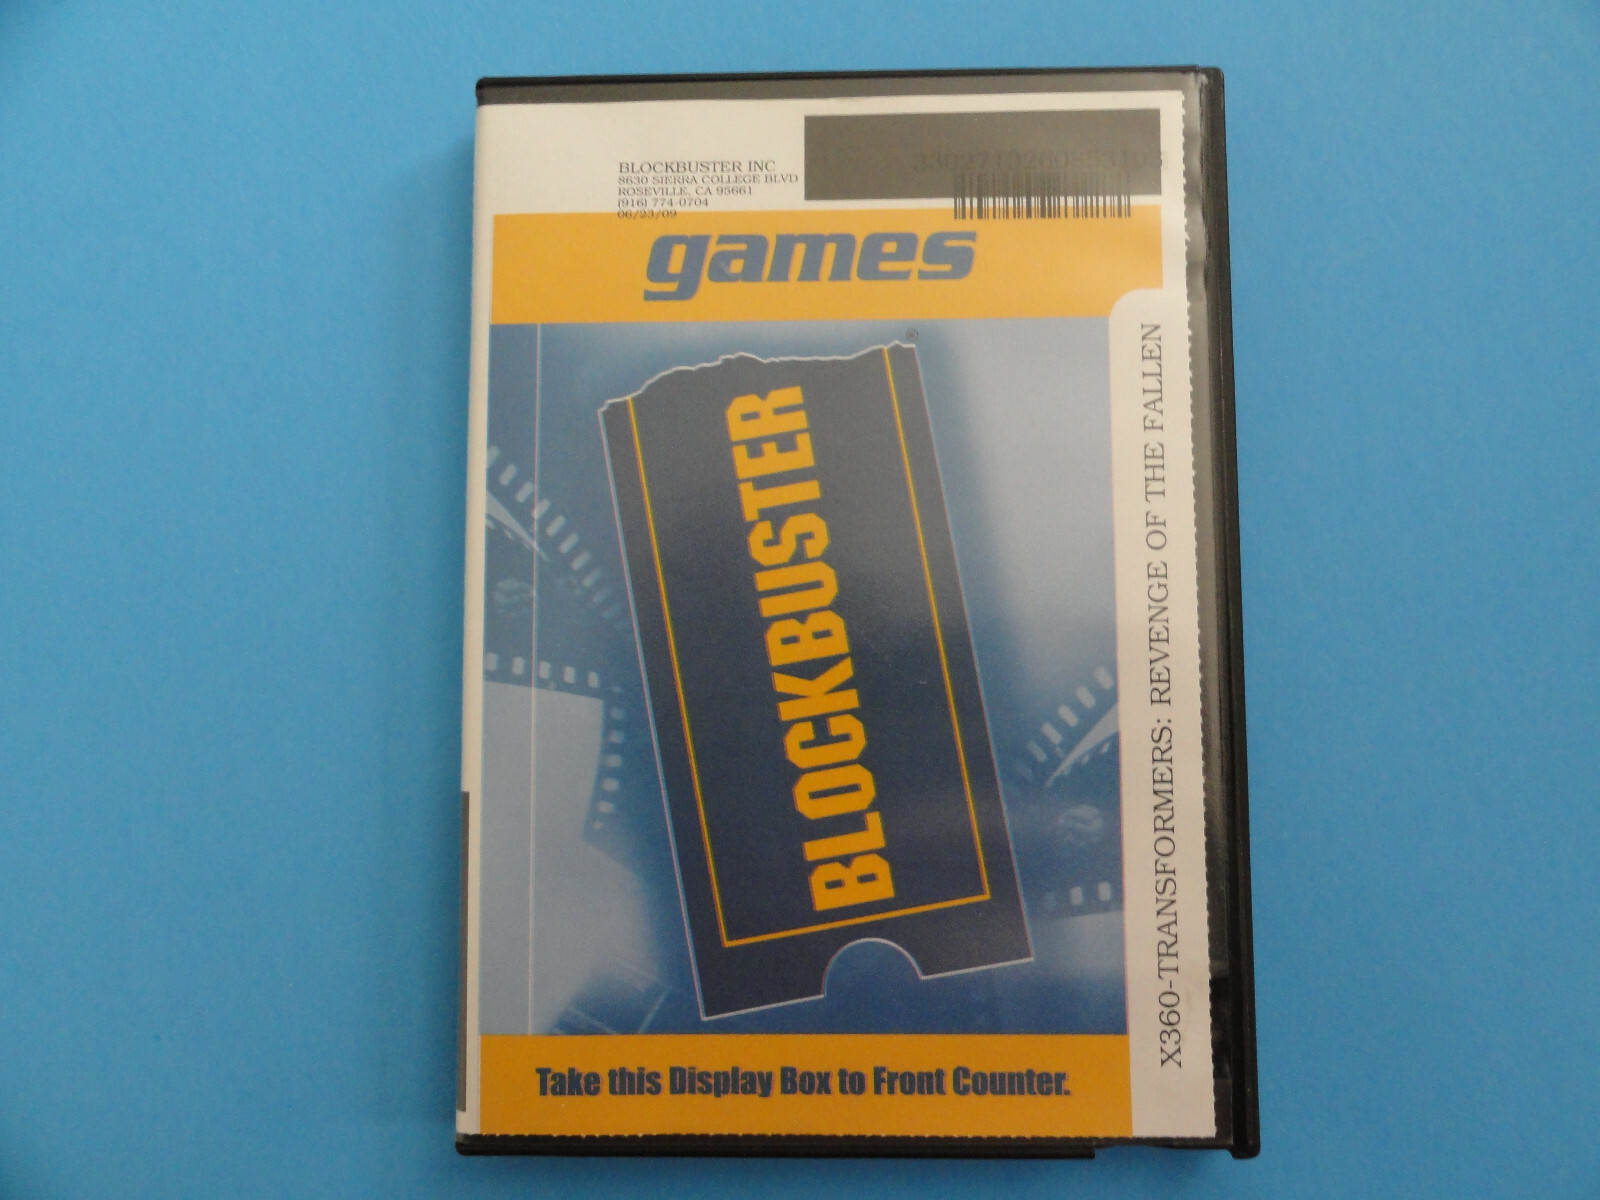 BLOCKBUSTER INC
8630 SIERRA COLLEGE BLVD
ROSEVILLE, CA 95661
(916) 774-0704
06/23/09
games
BLOCKBUSTER
®
X360-TRANSFORMERS: REVENGE OF THE FALLEN
Take this Display Box to Front Counter.